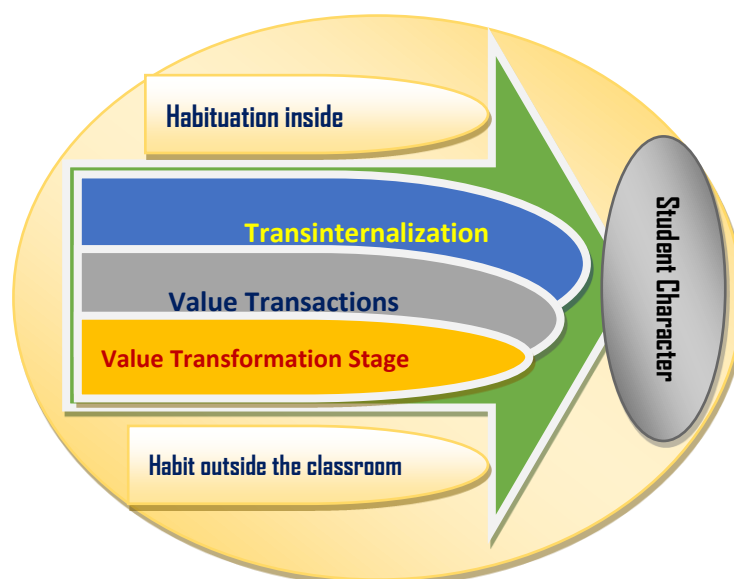 Habituation inside
Transinternalization
Value Transactions
Value Transformation Stage
Habit outside the classroom
Student Character